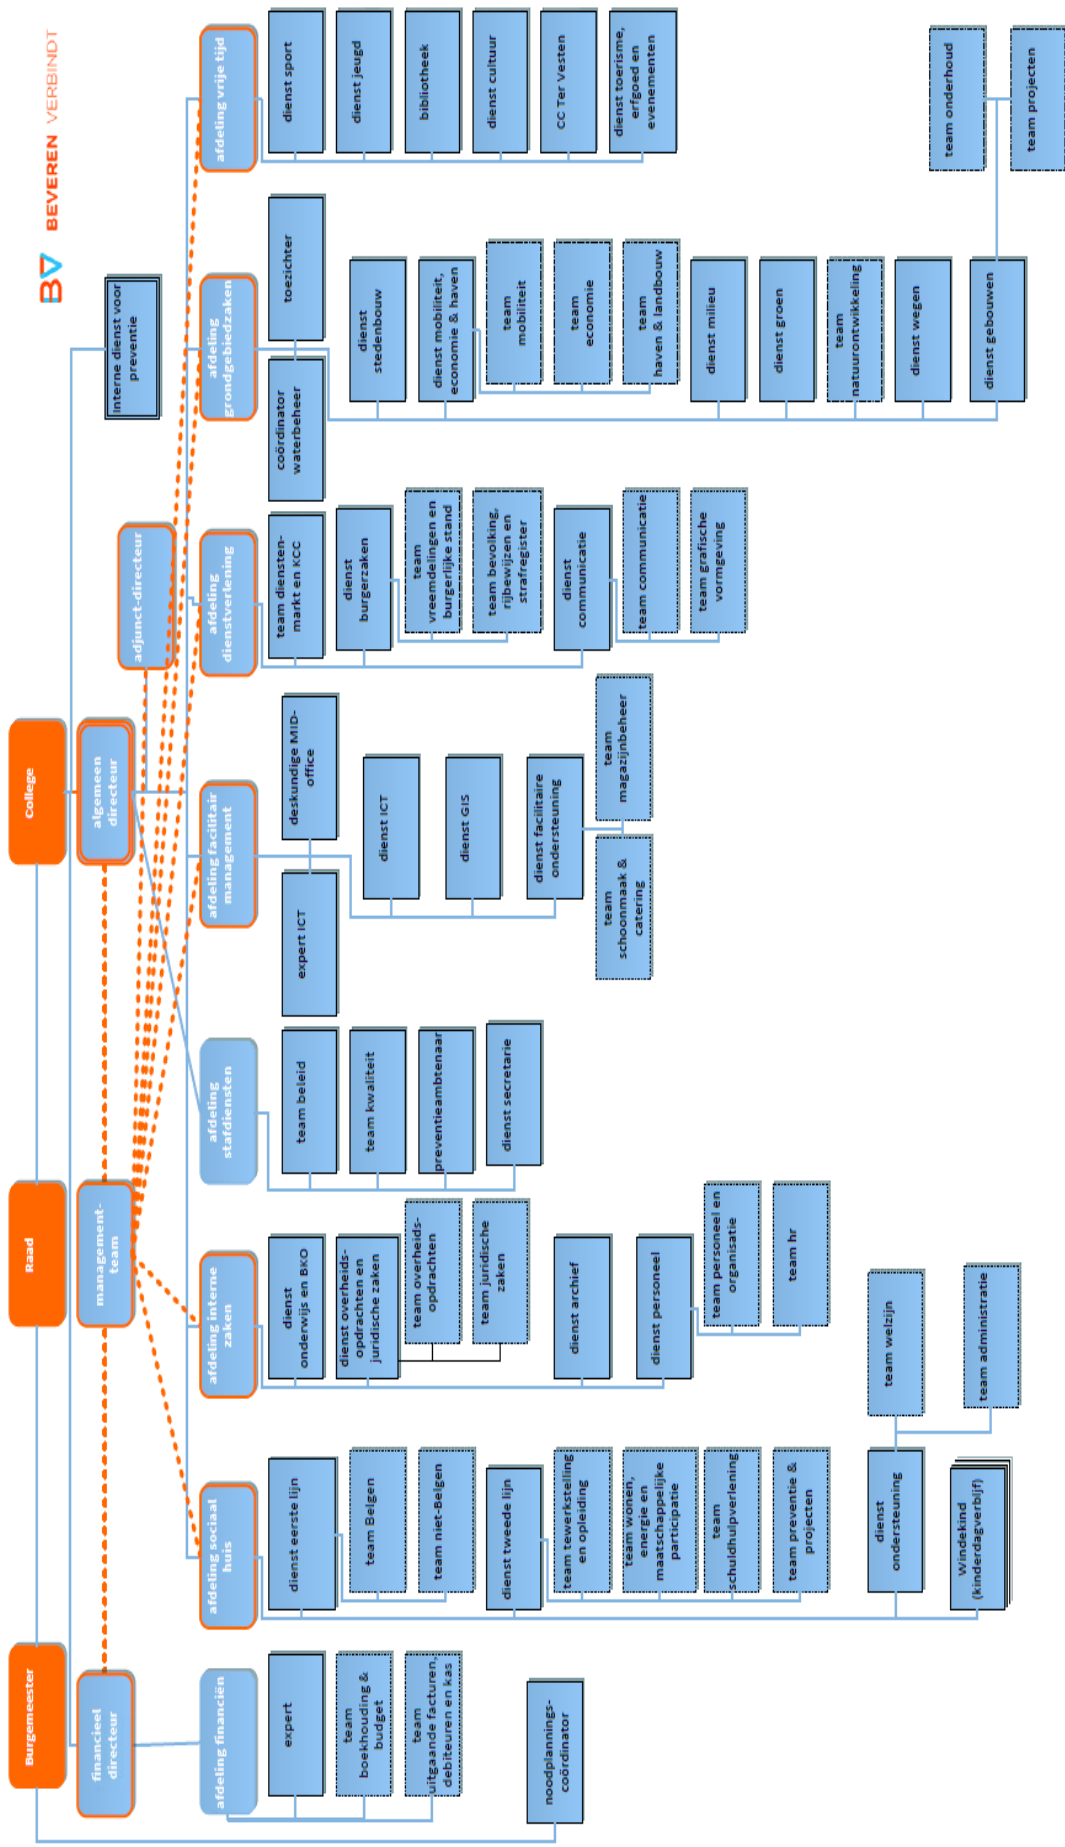 BV BEVEREN VERBINDT
Burgemeester
Raad
College
financieel
directeur
management-
team
algemeen
directeur
adjunct-directeur
Interne dienst voor
preventie
afdeling financiën
afdeling sociaal
huis
afdeling interne
zaken
afdeling
stafdiensten
afdeling facilitair
management
afdeling
dienstverlening
afdeling
grondgebiedzaken
afdeling vrije tijd
expert
team
boekhouding &
budget
team
uitgaande facturen,
debiteuren en kas
noodplannings-
coördinator
dienst eerste lijn
team Belgen
team niet-Belgen
dienst tweede lijn
team tewerkstelling
en opleiding
team wonen,
energie en
maatschappelijke
participatie
team
schuldhulpverlening
team preventie &
projecten
dienst
ondersteuning
team welzijn
team administratie
Windekind
(kinderdagverblijf)
dienst
onderwijs en BKO
dienst overheids-
opdrachten en
juridische zaken
team overheids-
opdrachten
team juridische
zaken
dienst archief
dienst personeel
team personeel en
organisatie
team hr
team beleid
team kwaliteit
preventieambtenaar
dienst secretarie
expert ICT
deskundige MID-
office
dienst ICT
dienst GIS
dienst facilitaire
ondersteuning
team
schoonmaak &
catering
team
magazijnbeheer
team diensten-
markt en KCC
dienst
burgerzaken
team
vreemdelingen en
burgerlijke stand
team bevolking,
rijbewijzen en
strafregister
dienst
communicatie
team communicatie
team grafische
vormgeving
coördinator
waterbeheer
toezichter
dienst
stedenbouw
dienst mobiliteit,
economie & haven
team
mobiliteit
team
economie
team
haven & landbouw
dienst milieu
dienst groen
team
natuurontwikkeling
dienst wegen
dienst gebouwen
team onderhoud
team projecten
dienst sport
dienst jeugd
bibliotheek
dienst cultuur
CC Ter Vesten
dienst toerisme,
erfgoed en
evenementen